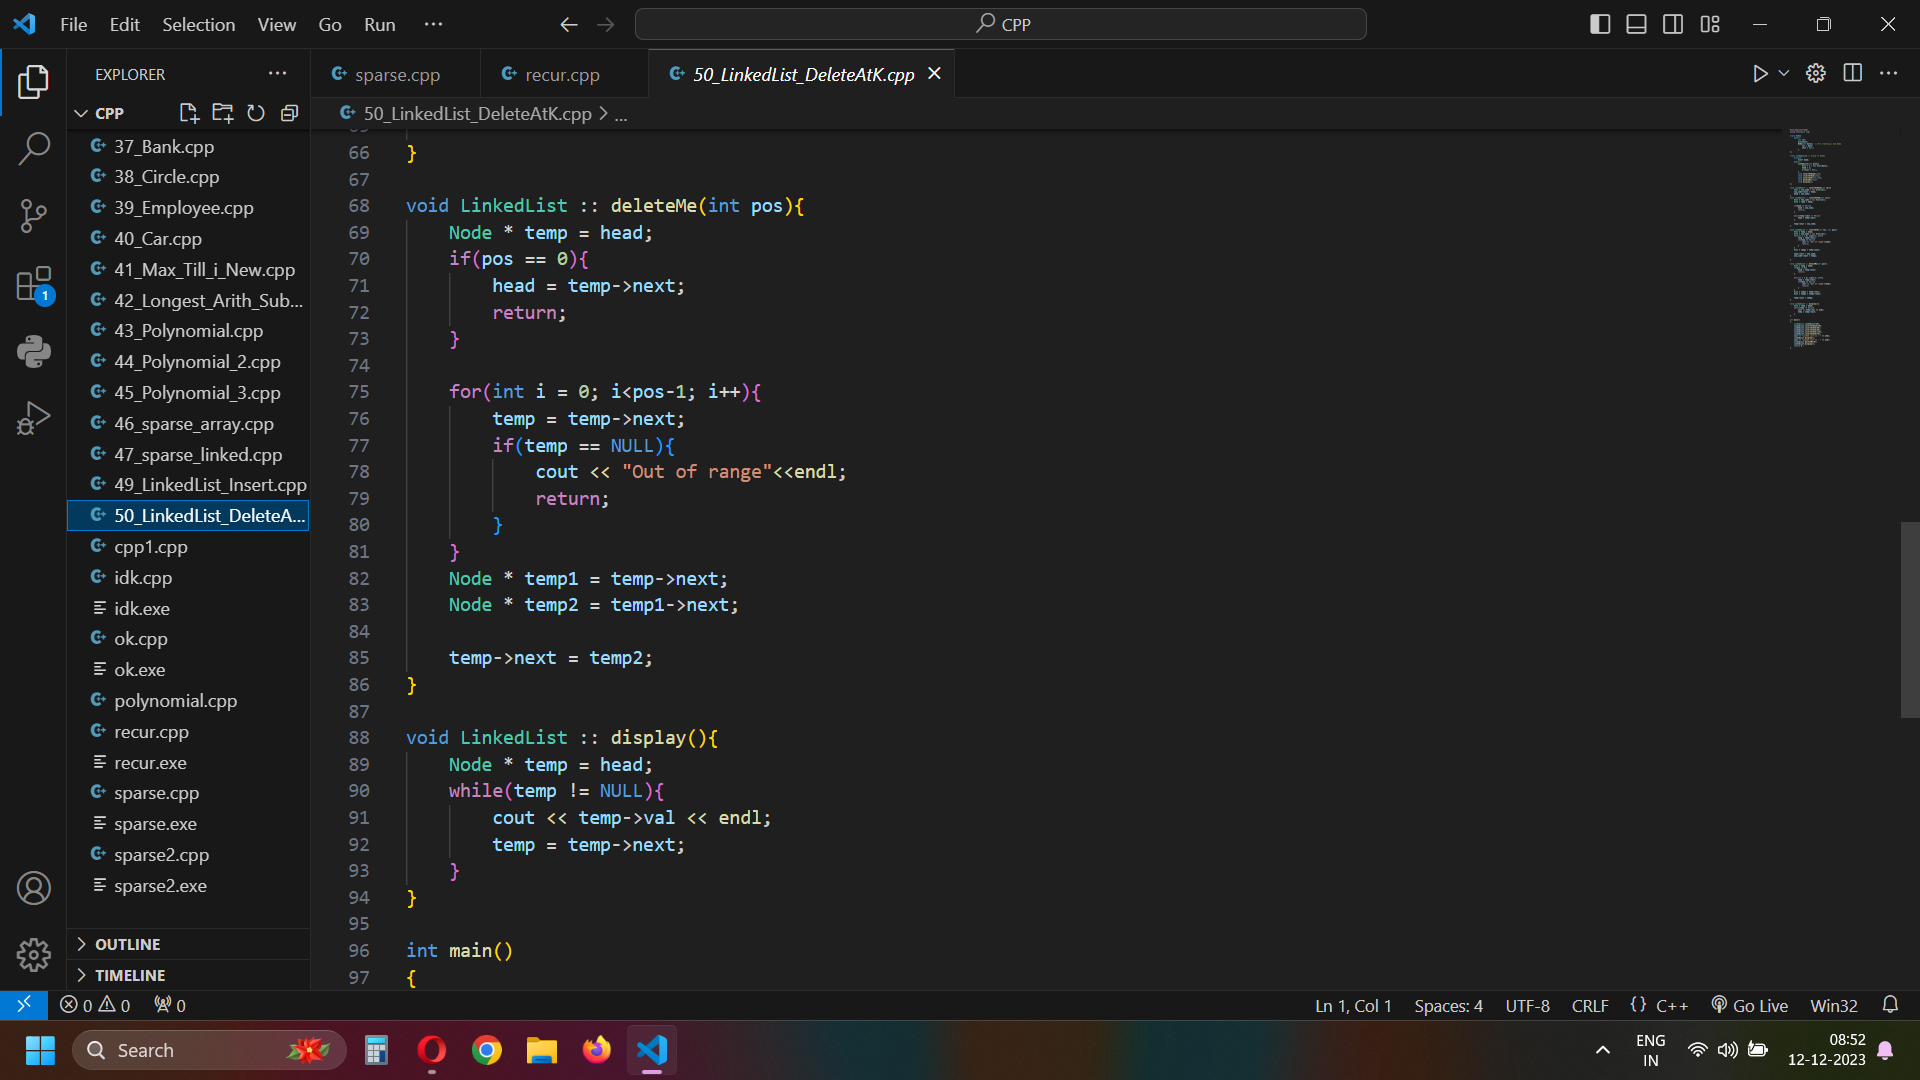 File Edit Selection View Go Run ···
CPP
EXPLORER ···
sparse.cpp
recur.cpp
50_LinkedList_DeleteAtK.cpp
CPP
50_LinkedList_DeleteAtK.cpp > ...
37_Bank.cpp
38_Circle.cpp
39_Employee.cpp
40_Car.cpp
41_Max_Till_i_New.cpp
42_Longest_Arith_Sub...
43_Polynomial.cpp
44_Polynomial_2.cpp
45_Polynomial_3.cpp
46_sparse_array.cpp
47_sparse_linked.cpp
49_LinkedList_Insert.cpp
50_LinkedList_DeleteA...
cpp1.cpp
idk.cpp
idk.exe
ok.cpp
ok.exe
polynomial.cpp
recur.cpp
recur.exe
sparse.cpp
sparse.exe
sparse2.cpp
sparse2.exe
OUTLINE
TIMELINE
1
66 }
67
68 void LinkedList :: deleteMe(int pos){
69 Node * temp = head;
70 if(pos == 0){
71 head = temp->next;
72 return;
73 }
74
75 for(int i = 0; i<pos-1; i++){
76 temp = temp->next;
77 if(temp == NULL){
78 cout << "Out of range"<<endl;
79 return;
80 }
81 }
82 Node * temp1 = temp->next;
83 Node * temp2 = temp1->next;
84
85 temp->next = temp2;
86 }
87
88 void LinkedList :: display(){
89 Node * temp = head;
90 while(temp != NULL){
91 cout << temp->val << endl;
92 temp = temp->next;
93 }
94 }
95
96 int main()
97 {
0 0 0
Ln 1, Col 1 Spaces: 4 UTF-8 CRLF {} C++ Go Live Win32
Search
ENG
IN
08:52
12-12-2023